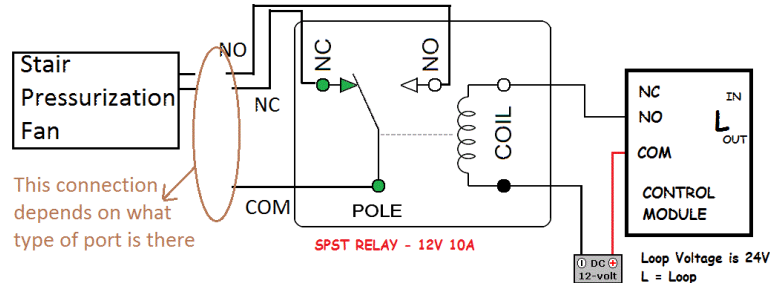 Stair
Pressurization
Fan
NO
NC
COM
This connection
depends on what
type of port is there
NC
NO
COIL
POLE
SPST RELAY - 12V 10A
NC
NO
COM
IN
L
OUT
CONTROL
MODULE
DC
12-volt
Loop Voltage is 24V
L = Loop